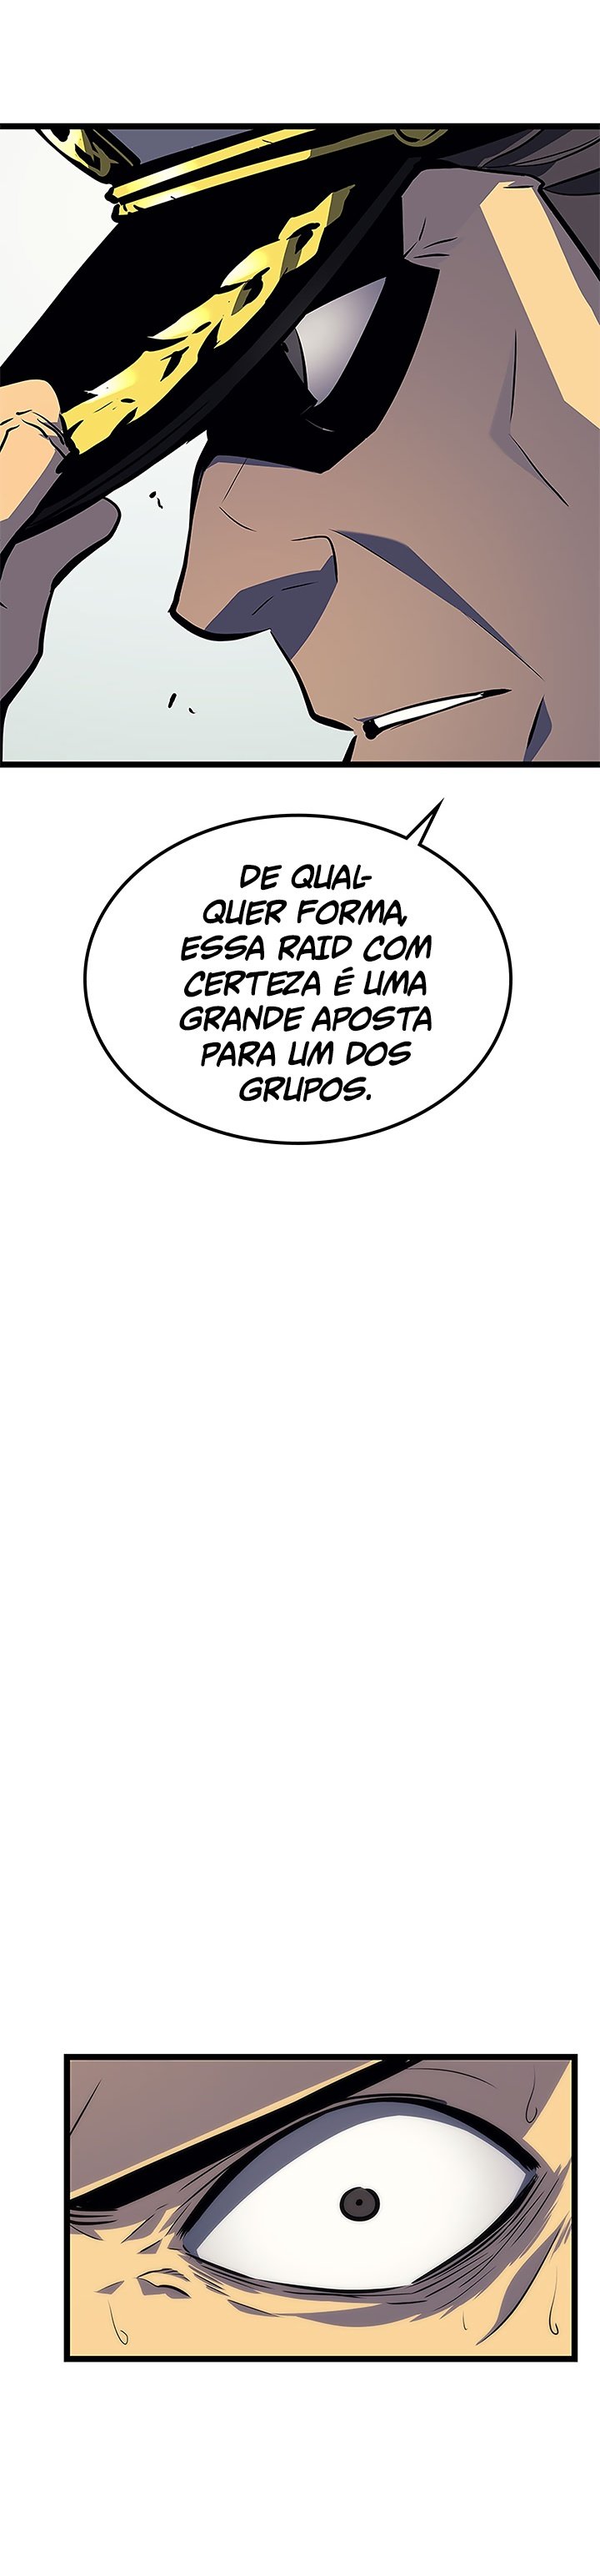 DE QUAL-
QUER FORMA,
ESSA RAID COM
CERTEZA É UMA
GRANDE APOSTA
PARA UM DOS
GRUPOS.